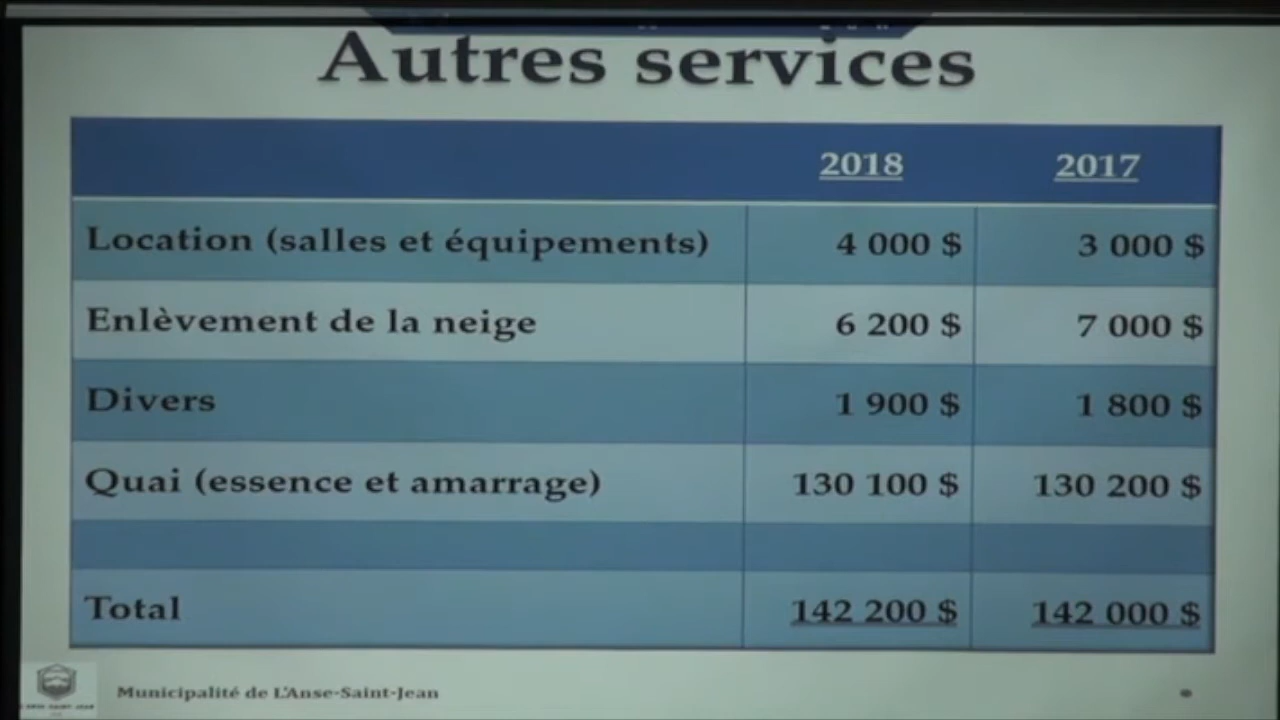 Autres services
2018 2017
Location (salles et équipements) 4 000 $ 3 000 $
Enlèvement de la neige 6 200 $ 7 000 $
Divers 1 900 $ 1 800 $
Quai (essence et amarrage) 130 100 $ 130 200 $
Total 142 200 $ 142 000 $
Municipalité de L'Anse-Saint-Jean